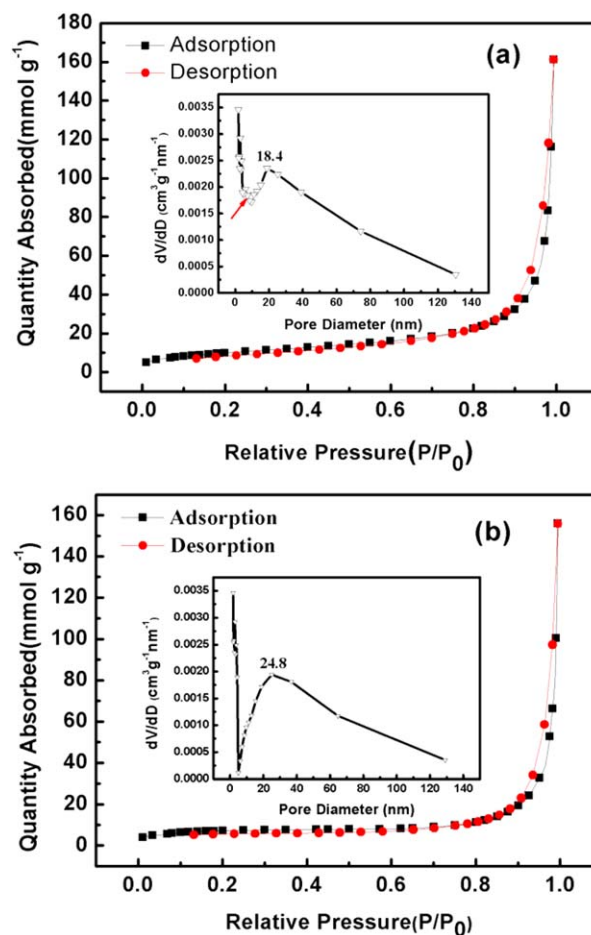 180
160
140
120
100
80
60
40
20
0
Quantity Absorbed(mmol g-1)
Adsorption
Desorption
(a)
0.0035
0.0030
0.0025
0.0020
0.0015
0.0010
0.0005
0.0000
dV/dD (cm3g-1nm-1)
18.4
0 20 40 60 80 100 120 140
Pore Diameter (nm)
0.0 0.2 0.4 0.6 0.8 1.0
Relative Pressure(P/P0)
160
140
120
100
80
60
40
20
0
Quantity Absorbed(mmol g-1)
Adsorption
Desorption
(b)
0.0035
0.0030
0.0025
0.0020
0.0015
0.0010
0.0005
0.0000
dV/dD (cm3g-1nm-1)
24.8
0 20 40 60 80 100 120 140
Pore Diameter (nm)
0.0 0.2 0.4 0.6 0.8 1.0
Relative Pressure(P/P0)